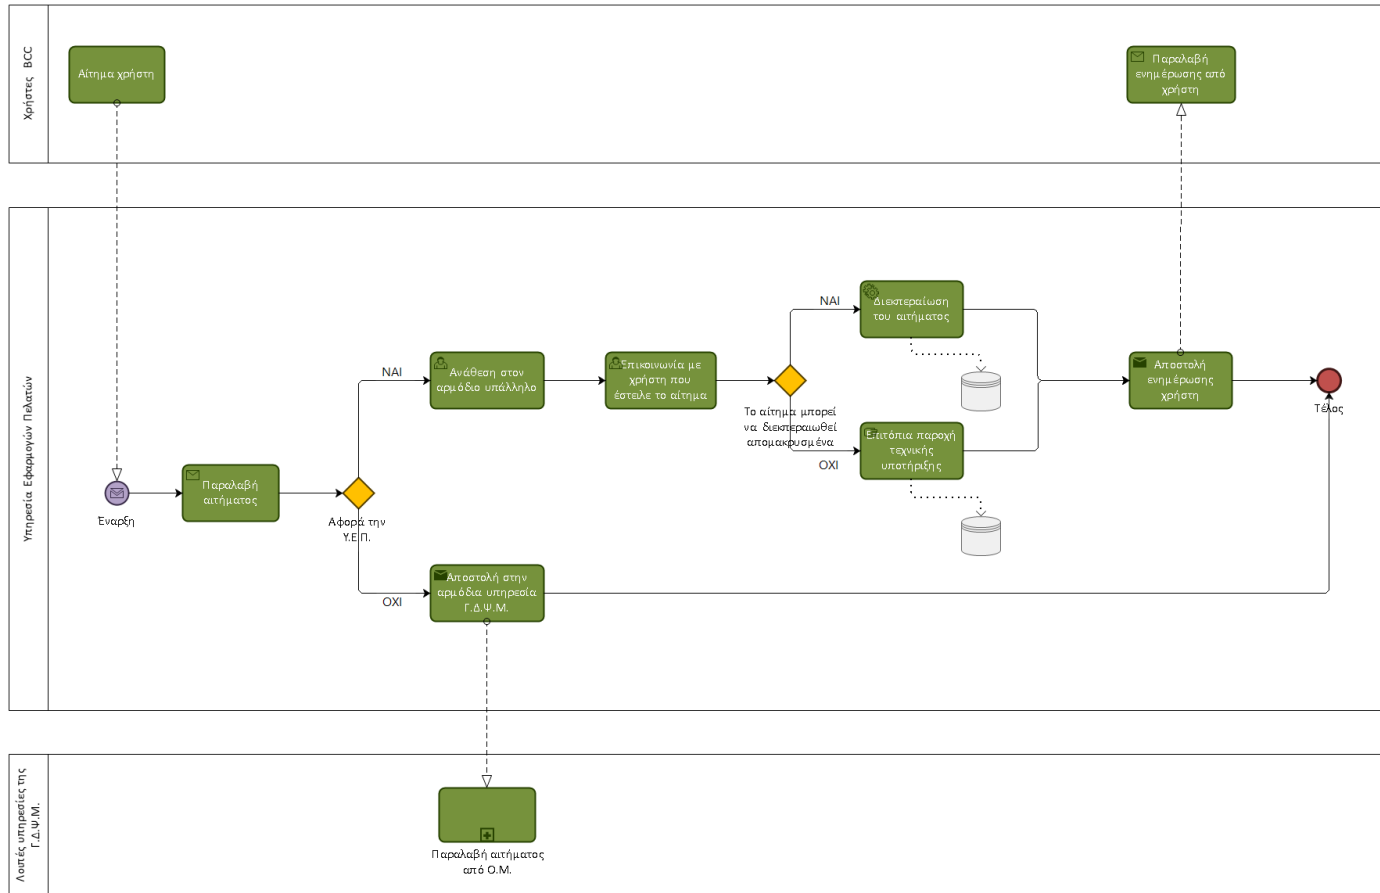 Χρήστες BCC
Αίτημα χρήστη
Παραλαβή
ενημέρωσης από
χρήστη
Υπηρεσία Εφαρμογών Πελατών
Έναρξη
Παραλαβή
αιτήματος
Αφορά την
Υ.Ε.Π.
ΝΑΙ
ΟΧΙ
Ανάθεση στον
αρμόδιο υπάλληλο
Επικοινωνία με
χρήστη που
έστειλε το αίτημα
Το αίτημα μπορεί
να διεκπεραιωθεί
απομακρυσμένα
ΝΑΙ
ΟΧΙ
Διεκπεραίωση
του αιτήματος
Επιτόπια παροχή
τεχνικής
υποτήριξης
Αποστολή
ενημέρωσης
χρήστη
Τέλος
Αποστολή στην
αρμόδια υπηρεσία
Γ.Δ.Ψ.Μ.
Λοιπές υπηρεσίες της
Γ.Δ.Ψ.Μ.
Παραλαβή αιτήματος
από Ο.Μ.